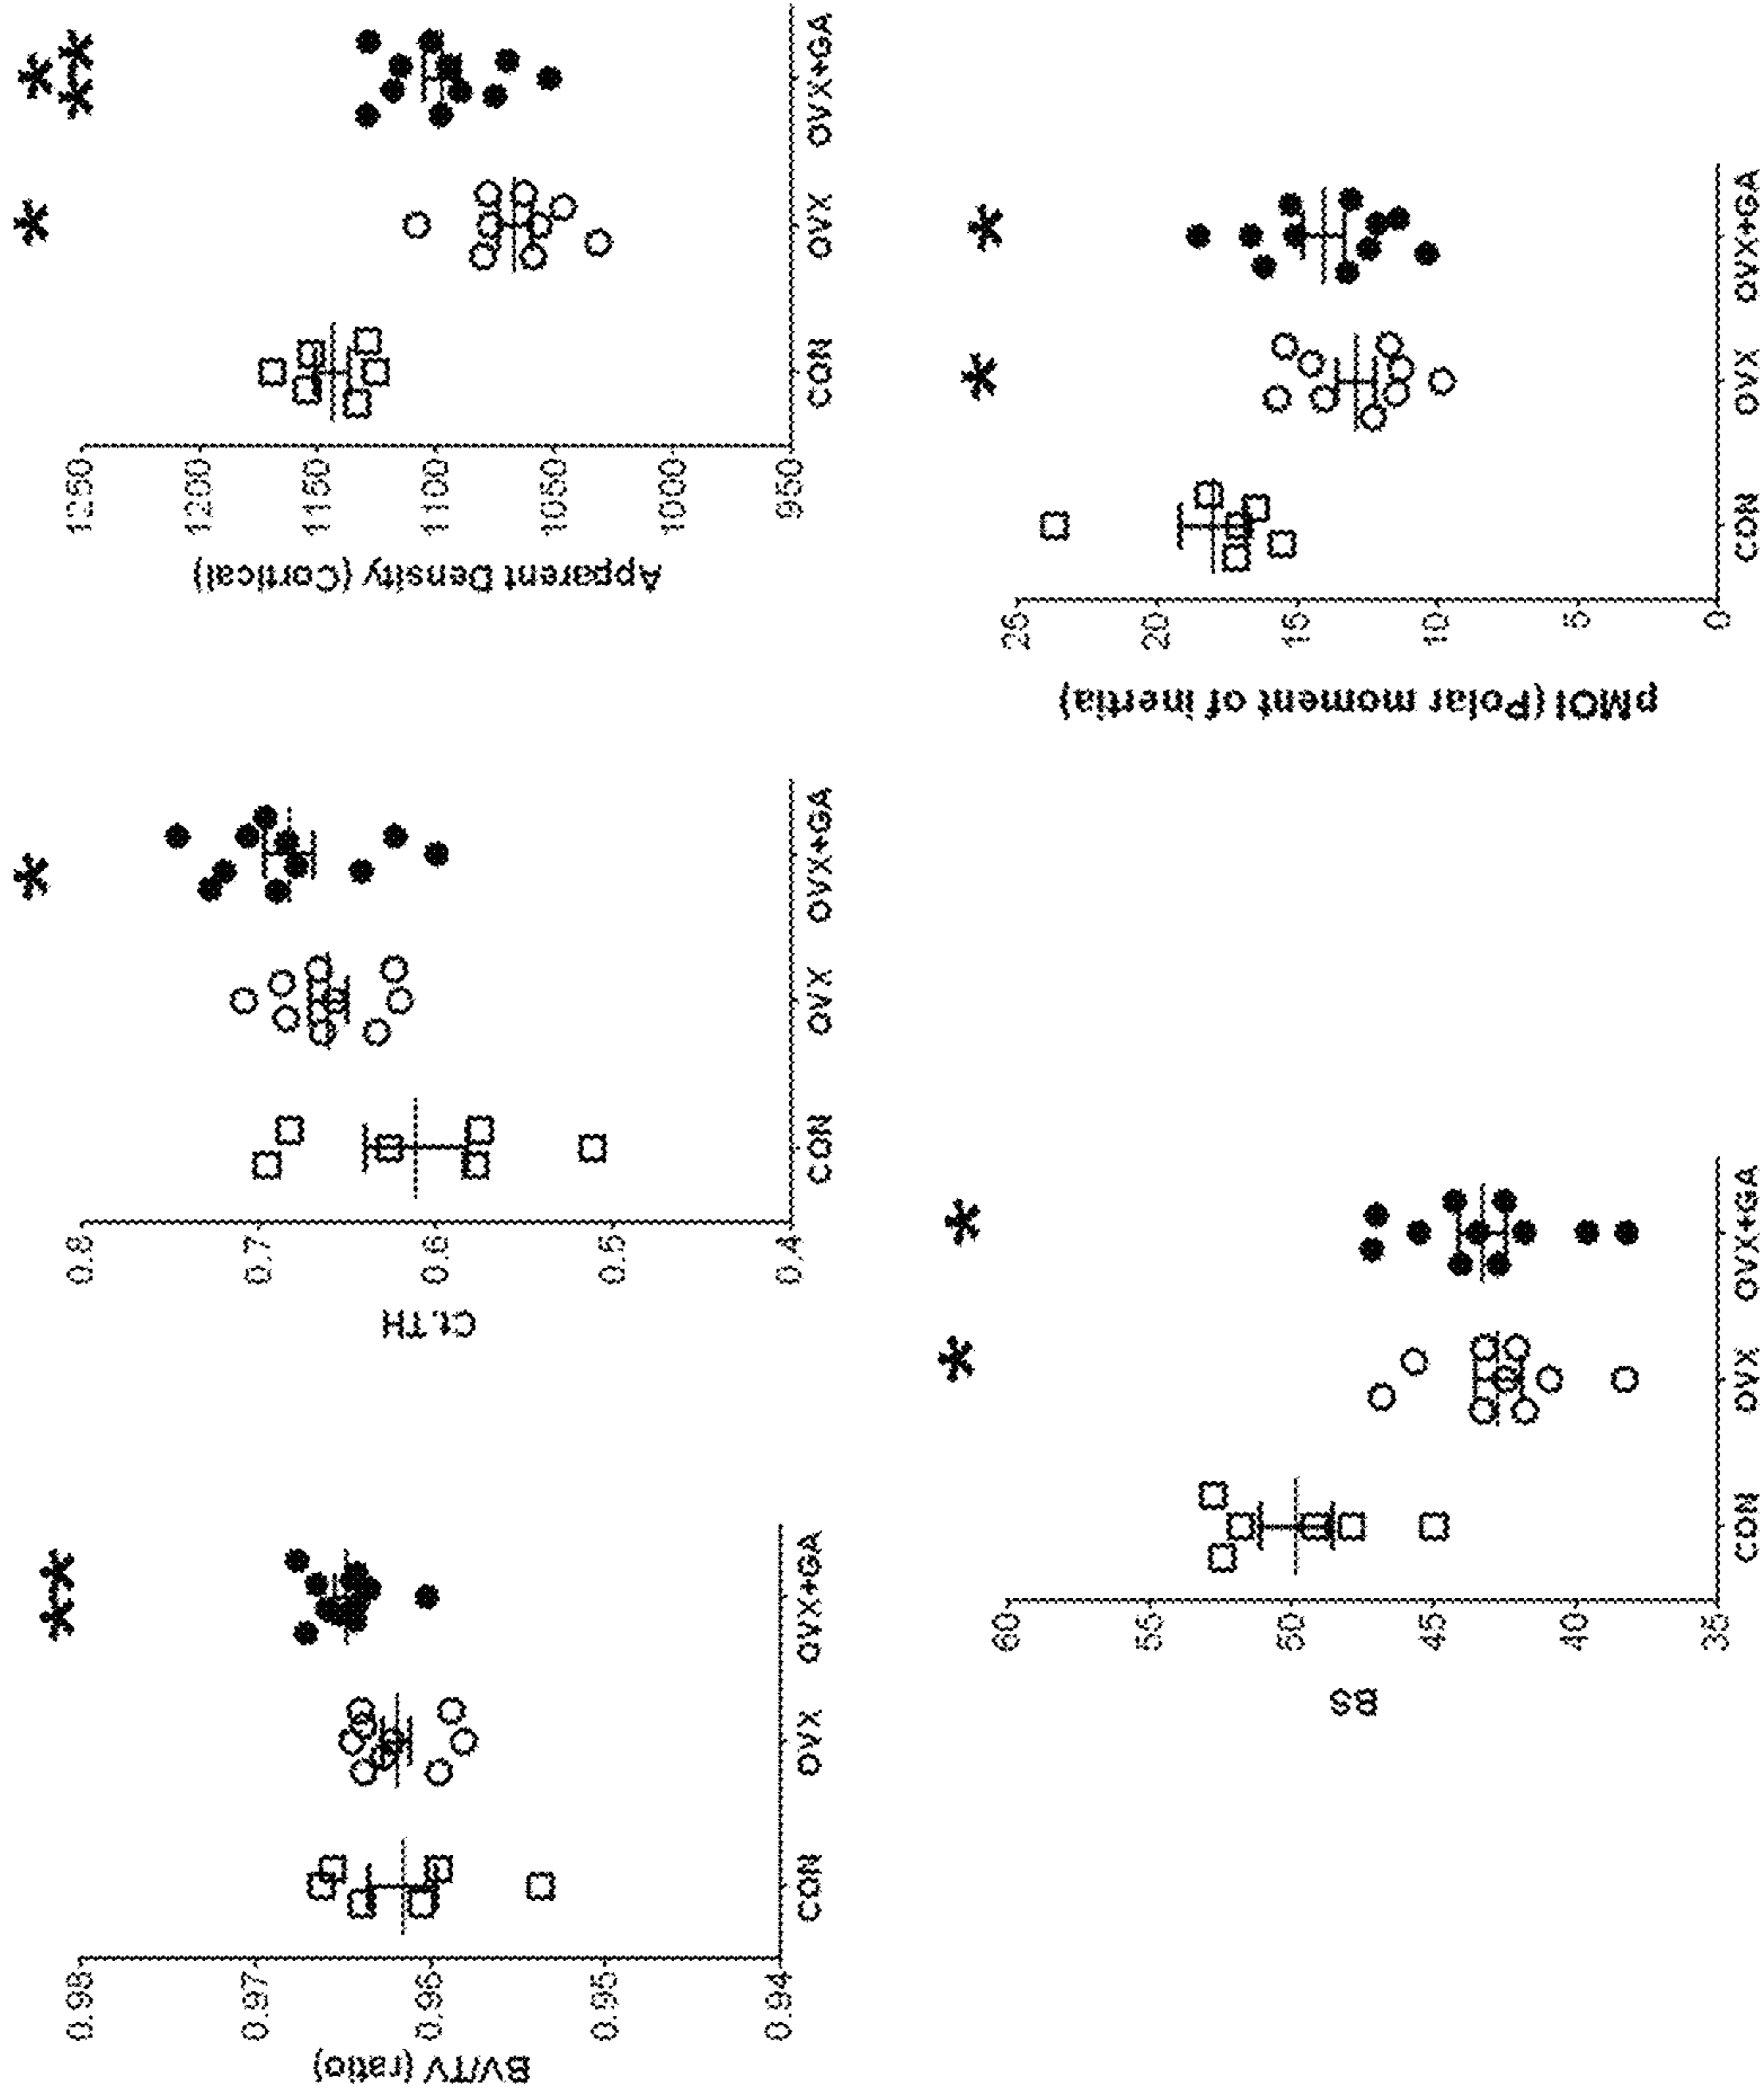 BV/TV (ratio)
0.98
0.97
0.96
0.95
0.94
**
CON
OVX
OVX+GA
Ct.TH
0.8
0.7
0.6
0.5
0.4
*
CON
OVX
OVX+GA
Apparent Density (Cortical)
1250
1200
1150
1100
1050
1000
950
*
*
**
CON
OVX
OVX+GA
BS
60
55
50
45
40
35
*
*
CON
OVX
OVX+GA
pMOI (Polar moment of inertia)
25
20
15
10
5
0
*
*
CON
OVX
OVX+GA